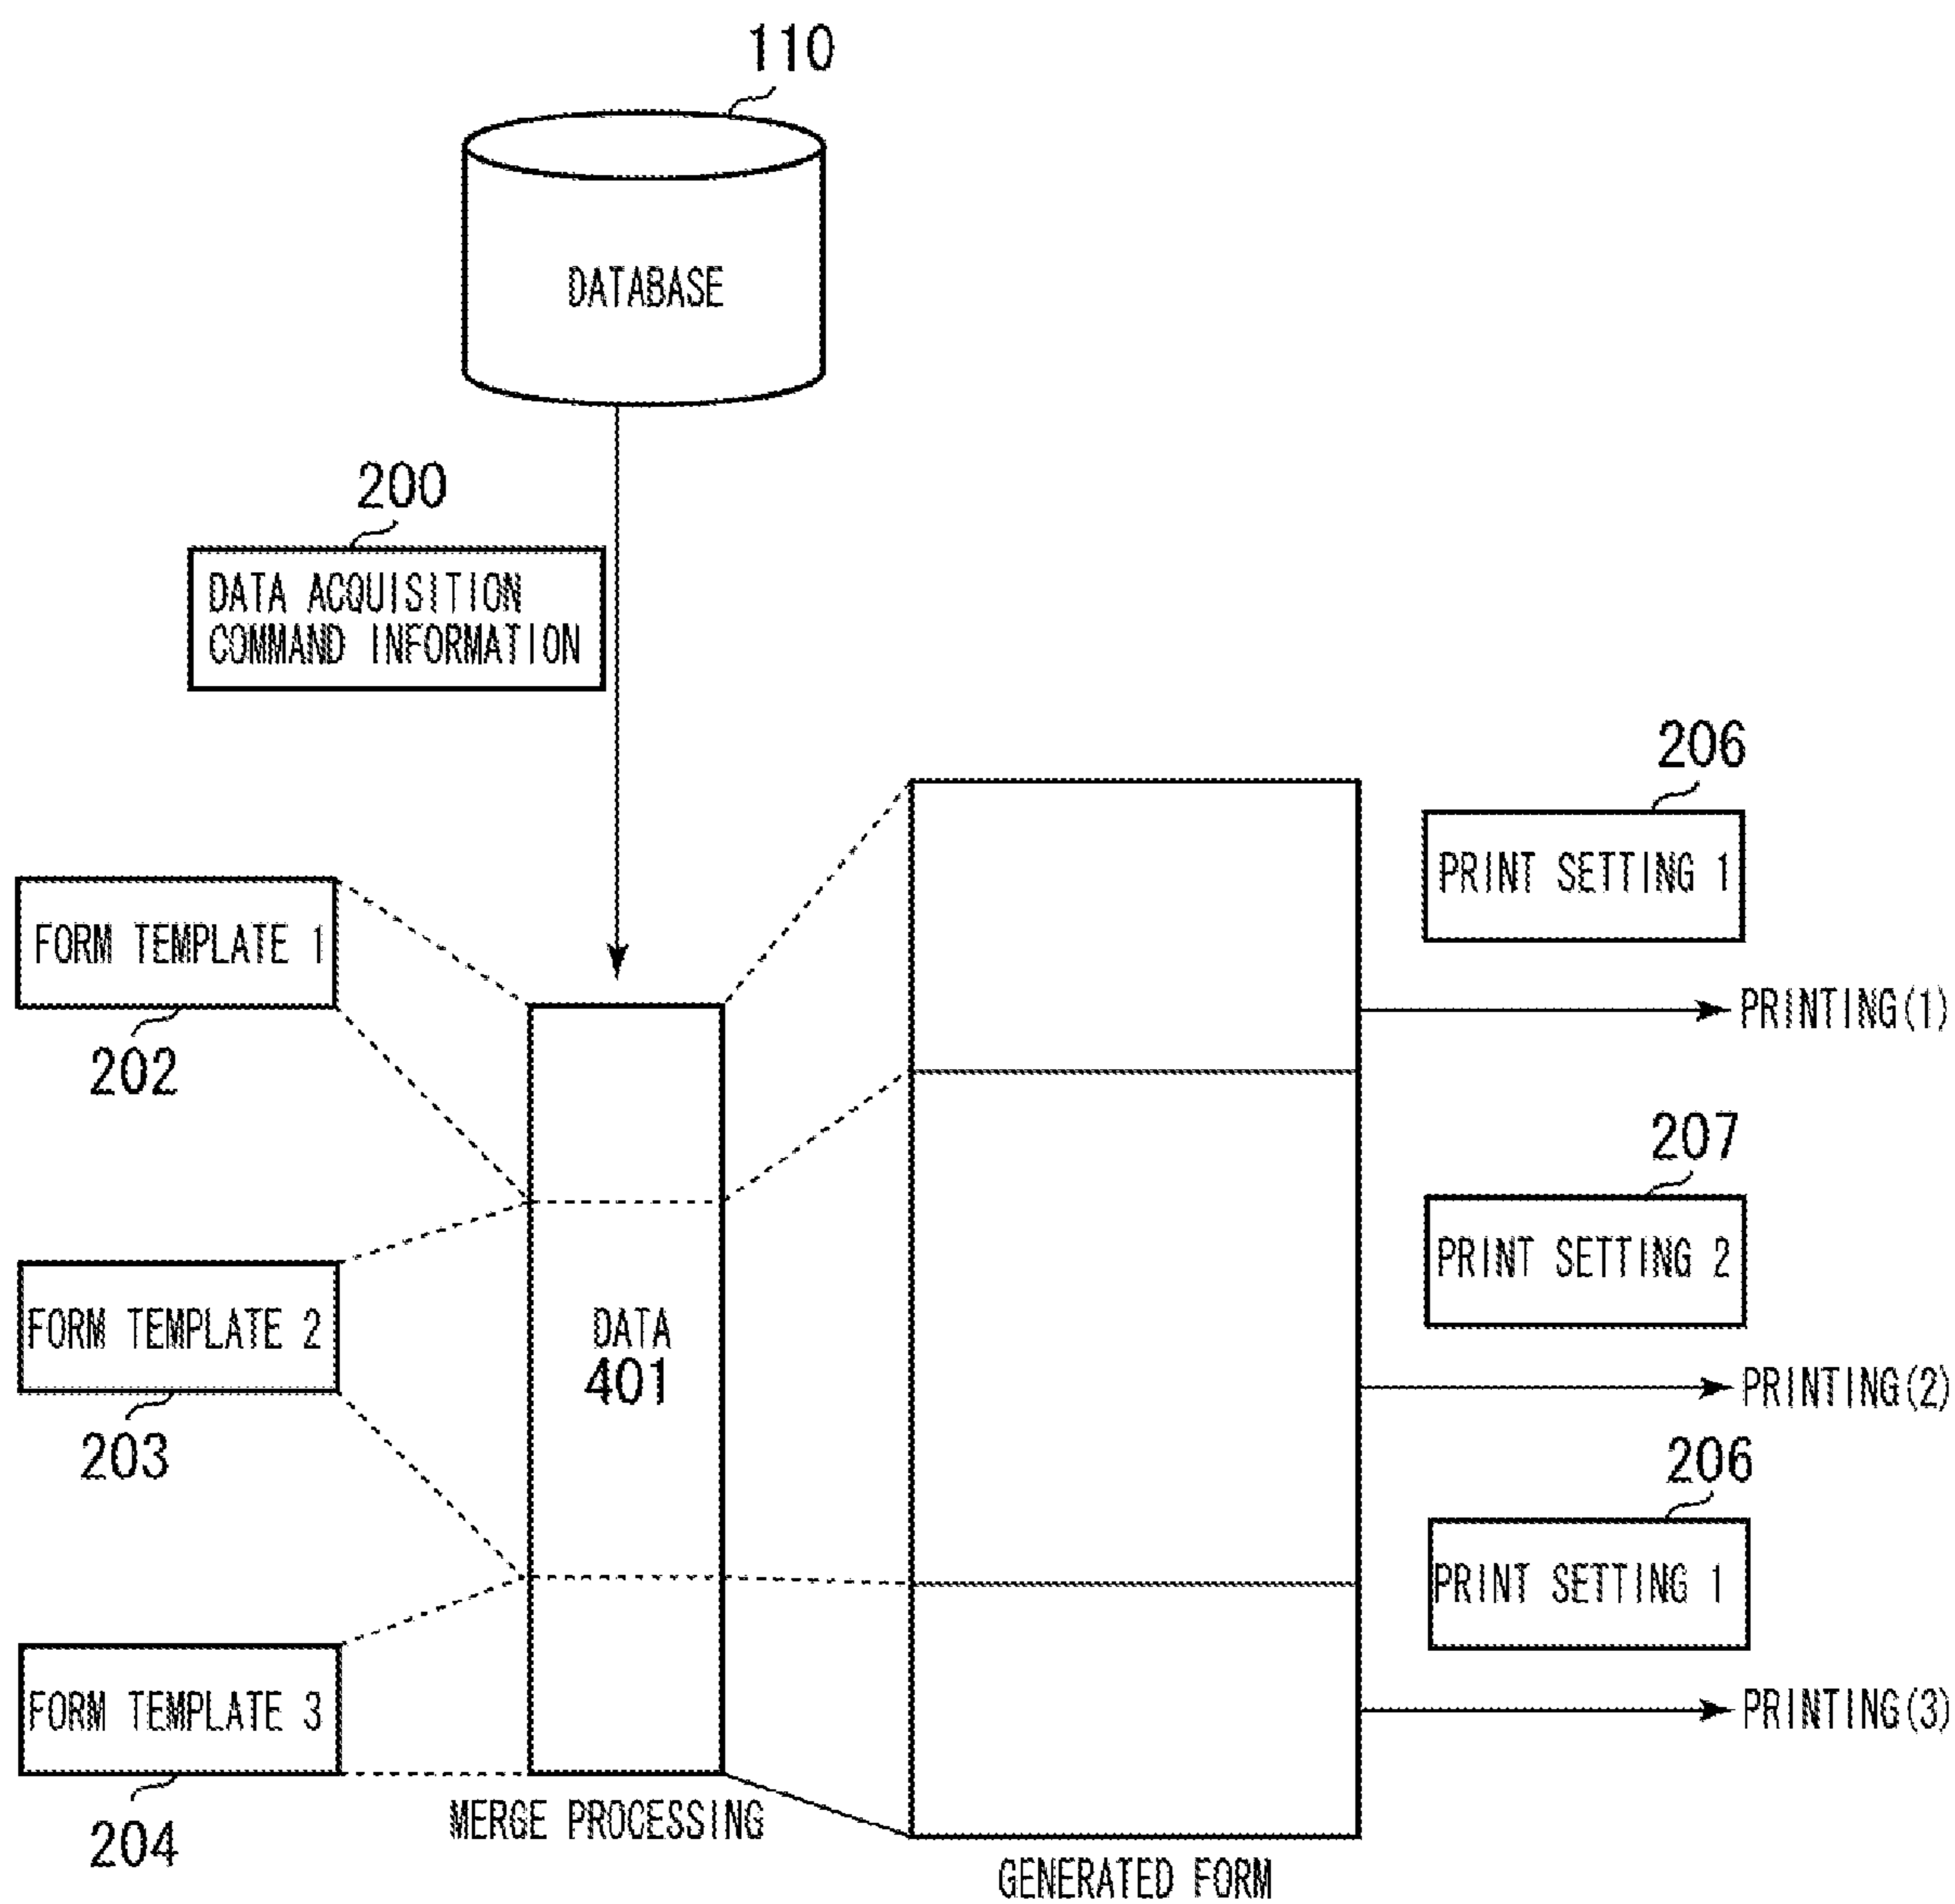 110
DATABASE
200
DATA ACQUISITION
COMMAND INFORMATION
206
PRINT SETTING 1
FORM TEMPLATE 1
PRINTING(1)
202
207
PRINT SETTING 2
FORM TEMPLATE 2
DATA
401
PRINTING(2)
203
206
PRINT SETTING 1
FORM TEMPLATE 3
PRINTING(3)
204
MERGE PROCESSING
GENERATED FORM